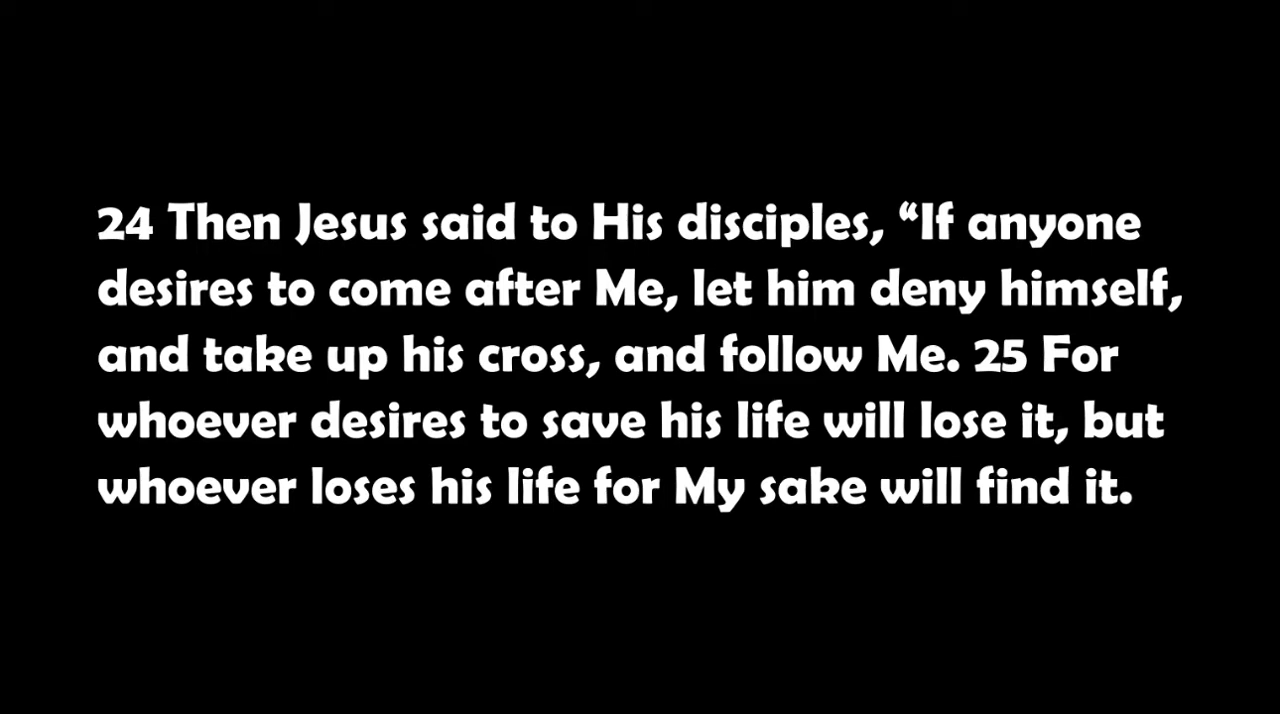 24 Then Jesus said to His disciples, “If anyone
desires to come after Me, let him deny himself,
and take up his cross, and follow Me. 25 For
whoever desires to save his life will lose it, but
whoever loses his life for My sake will find it.